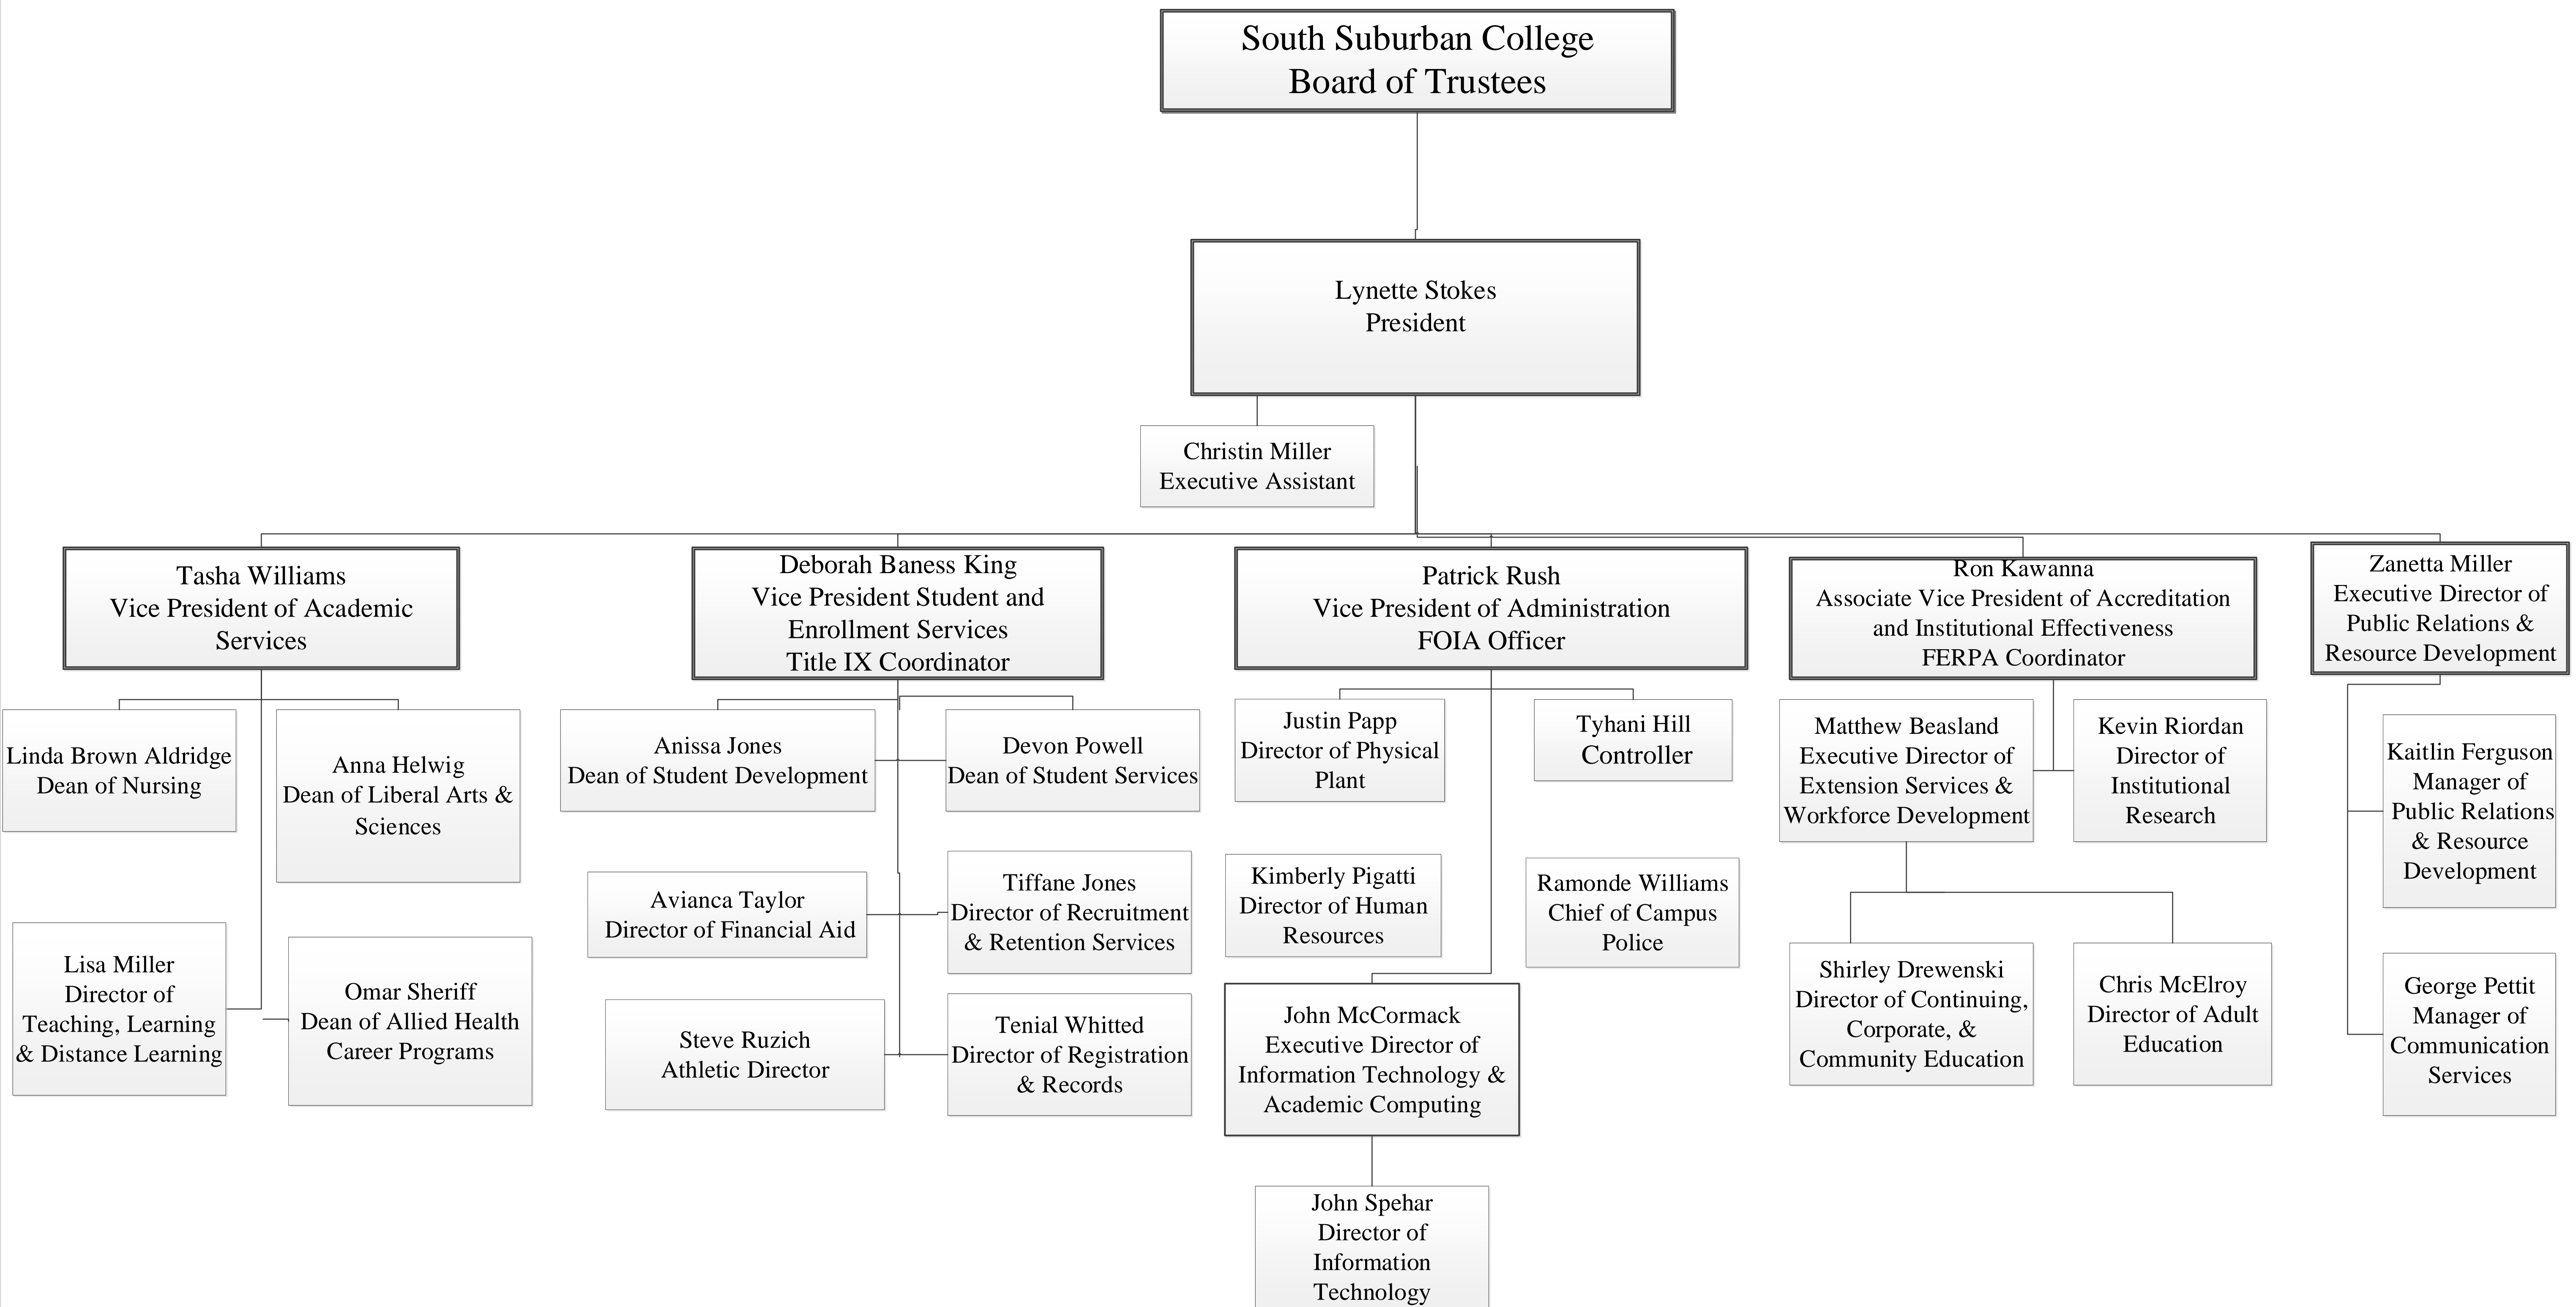 South Suburban College
Board of Trustees
Lynette Stokes
President
Christin Miller
Executive Assistant
Tasha Williams
Vice President of Academic
Services
Deborah Baness King
Vice President Student and
Enrollment Services
Title IX Coordinator
Patrick Rush
Vice President of Administration
FOIA Officer
Ron Kawanna
Associate Vice President of Accreditation
and Institutional Effectiveness
FERPA Coordinator
Zanetta Miller
Executive Director of
Public Relations &
Resource Development
Linda Brown Aldridge
Dean of Nursing
Anna Helwig
Dean of Liberal Arts &
Sciences
Lisa Miller
Director of
Teaching, Learning
& Distance Learning
Omar Sheriff
Dean of Allied Health
Career Programs
Anissa Jones
Dean of Student Development
Devon Powell
Dean of Student Services
Avianca Taylor
Director of Financial Aid
Tiffane Jones
Director of Recruitment
& Retention Services
Steve Ruzich
Athletic Director
Tenial Whitted
Director of Registration
& Records
Justin Papp
Director of Physical
Plant
Tyhani Hill
Controller
Kimberly Pigatti
Director of Human
Resources
Ramonde Williams
Chief of Campus
Police
John McCormack
Executive Director of
Information Technology &
Academic Computing
John Spehar
Director of
Information
Technology
Matthew Beasland
Executive Director of
Extension Services &
Workforce Development
Kevin Riordan
Director of
Institutional
Research
Shirley Drewenski
Director of Continuing,
Corporate, &
Community Education
Chris McElroy
Director of Adult
Education
Kaitlin Ferguson
Manager of
Public Relations
& Resource
Development
George Pettit
Manager of
Communication
Services